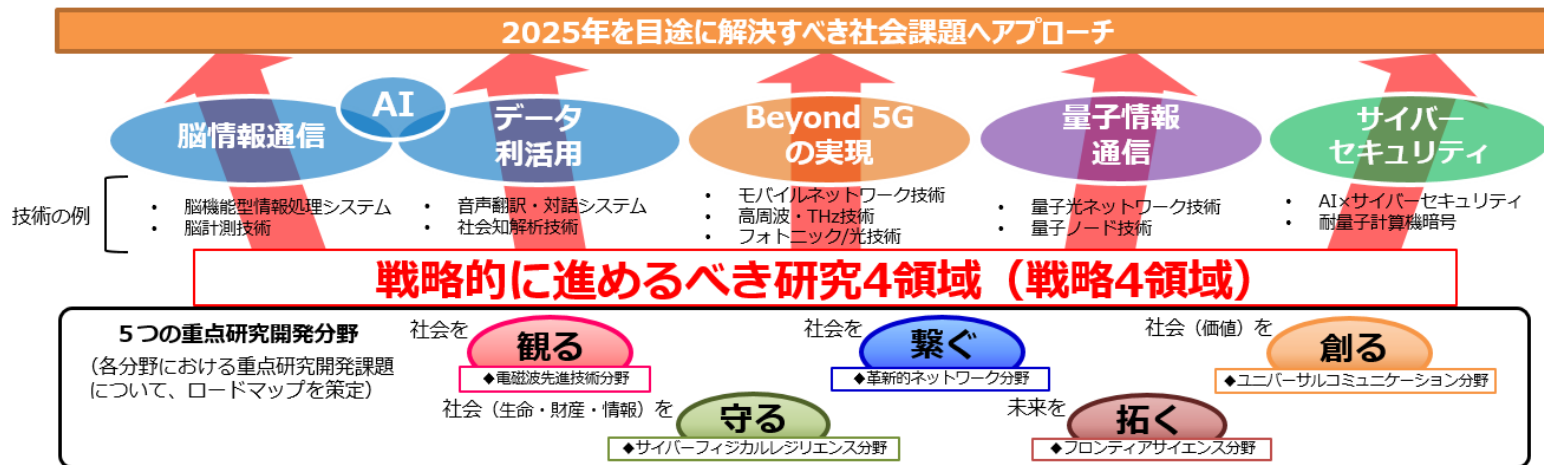 2025年を目途に解決すべき社会課題へアプローチ
脳情報通信
AI
データ
利活用
Beyond 5G
の実現
量子情報
通信
サイバー
セキュリティ
技術の例
• 脳機能型情報処理システム
• 脳計測技術
• 音声翻訳・対話システム
• 社会知解析技術
• モバイルネットワーク技術
• 高周波・THz技術
• フォトニック/光技術
• 量子光ネットワーク技術
• 量子ノード技術
• AI×サイバーセキュリティ
• 耐量子計算機暗号
戦略的に進めるべき研究4領域（戦略4領域）
５つの重点研究開発分野
（各分野における重点研究開発課題
について、ロードマップを策定）
社会を
観る
◆電磁波先進技術分野
社会を
繋ぐ
◆革新的ネットワーク分野
社会（価値）を
創る
◆ユニバーサルコミュニケーション分野
社会（生命・財産・情報）を
守る
◆サイバーフィジカルレジリエンス分野
未来を
拓く
◆フロンティアサイエンス分野